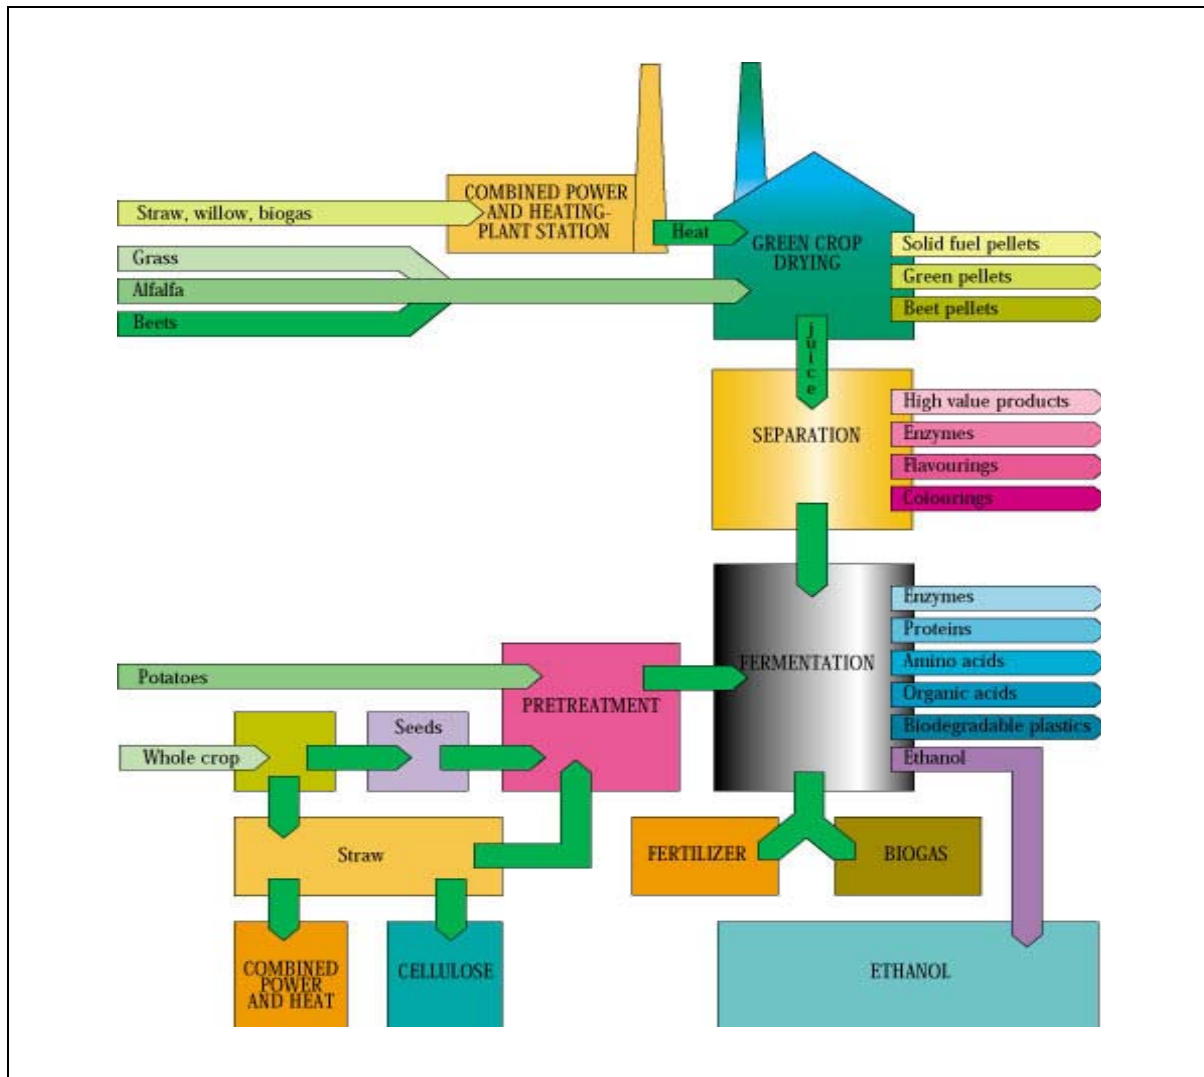 COMBINED POWER
AND HEATING-
PLANT STATION
Straw, willow, biogas
Heat
GREEN CROP
DRYING
Solid fuel pellets
Grass
Green pellets
Alfalfa
Beet pellets
Beets
juice
High value products
SEPARATION
Enzymes
Flavourings
Colourings
Enzymes
Proteins
FERMENTATION
Amino acids
Potatoes
Organic acids
PRETREATMENT
Seeds
Biodegradable plastics
Whole crop
Ethanol
Straw
FERTILIZER
BIOGAS
COMBINED
POWER
AND HEAT
CELLULOSE
ETHANOL